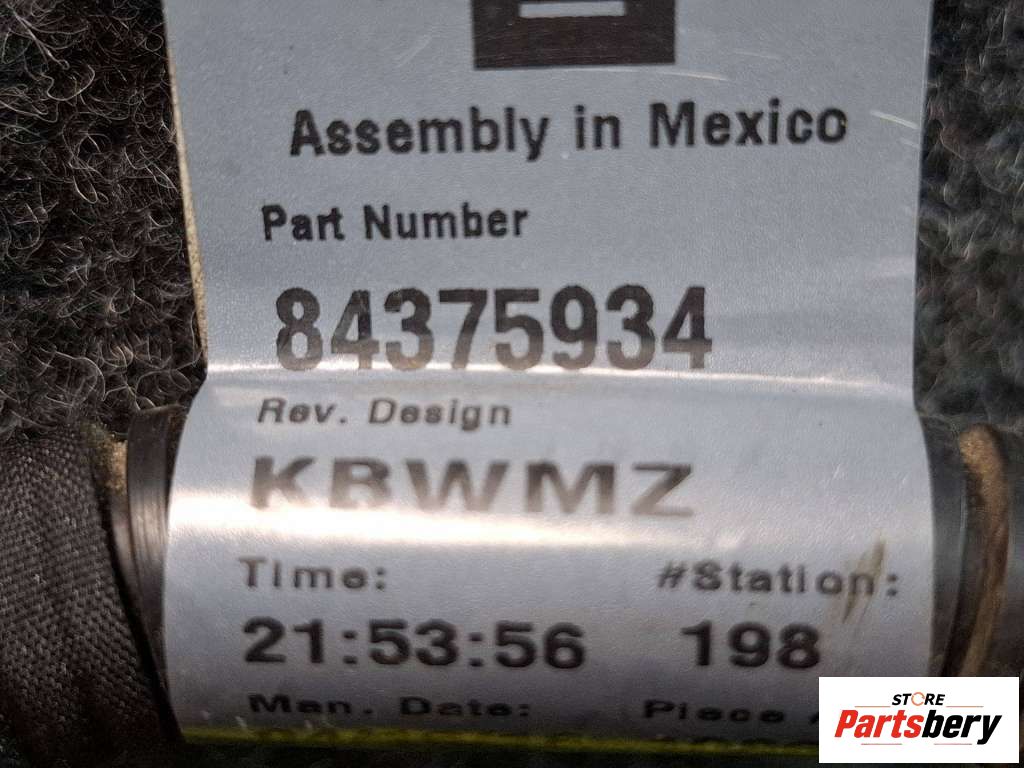 Assembly in Mexico
Part Number
84375934
Rev. Design
KBWMZ
Time: #Station:
21:53:56 198
Man. Date: Piece
STORE
Partsbery